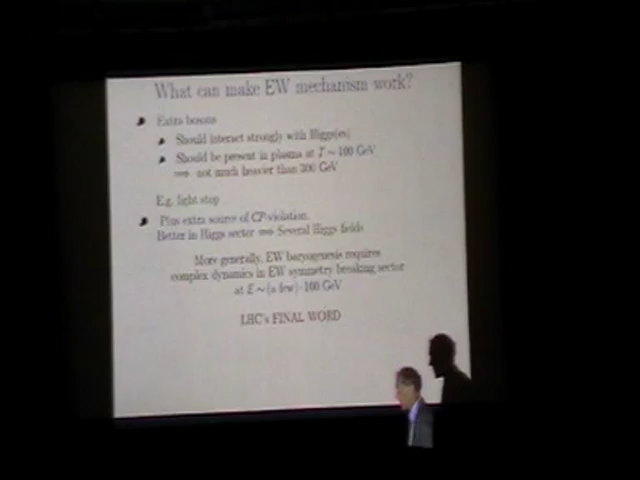 What can make EW mechanism work?
Extra bosons
Should interact strongly with Higgs(es)
Should be present in plasma at T ∼ 100 GeV
⟹ not much heavier than 300 GeV
E.g. light stop
Plus extra source of CP-violation.
Better in Higgs sector ⟹ Several Higgs fields
More generally, EW baryogenesis requires
complex dynamics in EW symmetry breaking sector
at E ∼ (a few) · 100 GeV
LHC's FINAL WORD